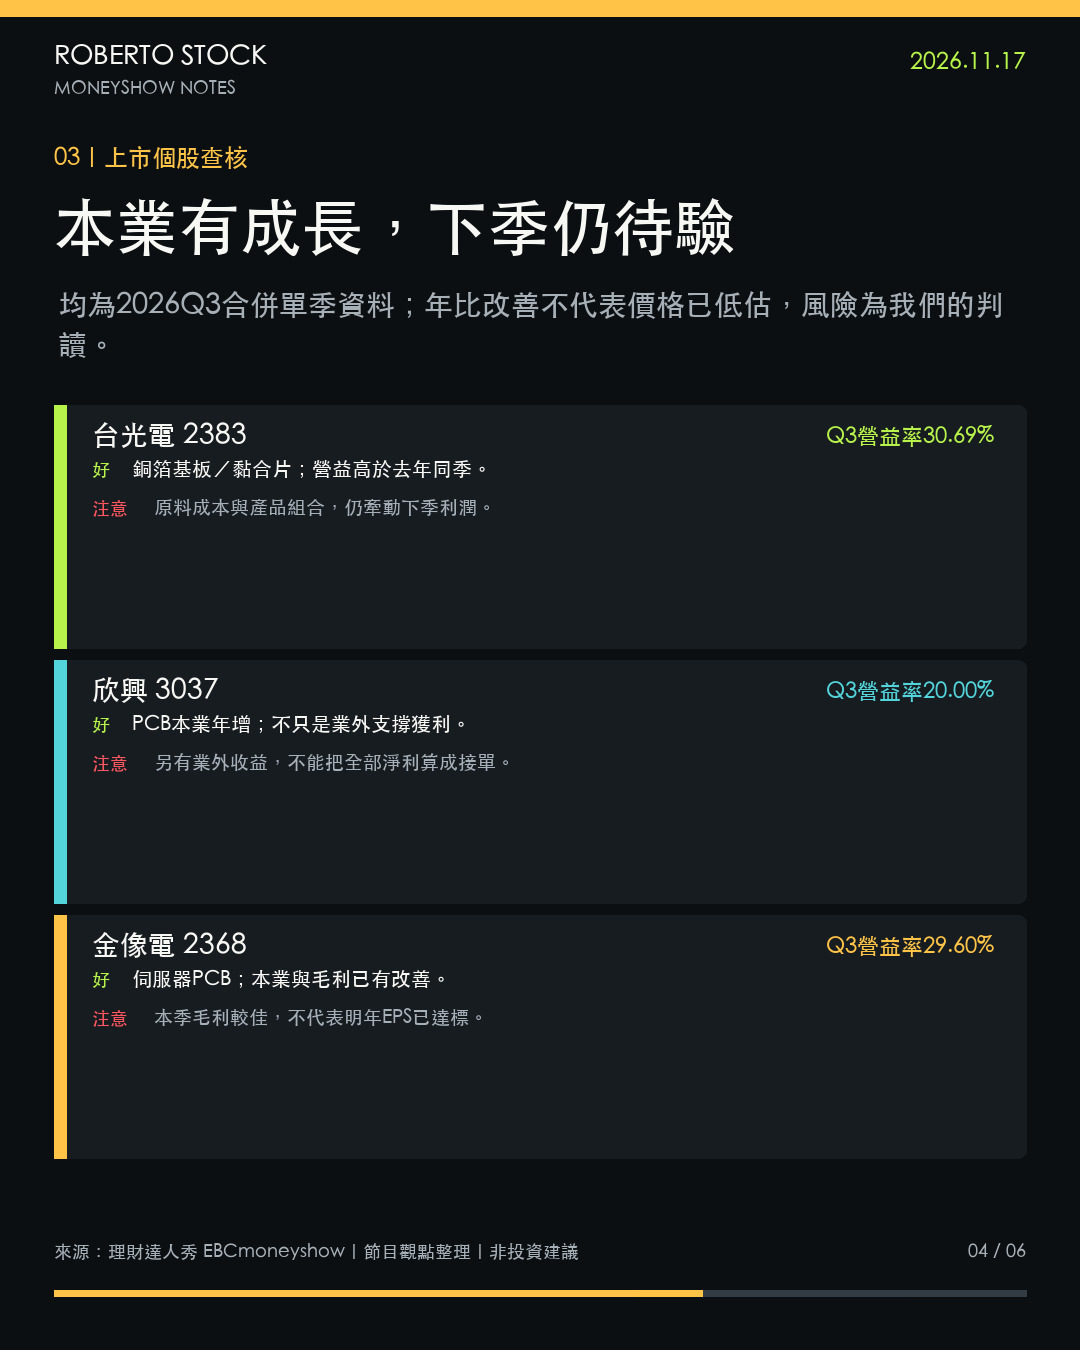 ROBERTO STOCK
MONEYSHOW NOTES
2026.11.17
03｜上市個股查核
本業有成長，下季仍待驗
均為2026Q3合併單季資料；年比改善不代表價格已低估，風險為我們的判
讀。
台光電 2383
Q3營益率30.69%
好 銅箔基板／黏合片；營益高於去年同季。
注意 原料成本與產品組合，仍牽動下季利潤。
欣興 3037
Q3營益率20.00%
好 PCB本業年增；不只是業外支撐獲利。
注意 另有業外收益，不能把全部淨利算成接單。
金像電 2368
Q3營益率29.60%
好 伺服器PCB；本業與毛利已有改善。
注意 本季毛利較佳，不代表明年EPS已達標。
來源：理財達人秀 EBCmoneyshow｜節目觀點整理｜非投資建議
04 / 06